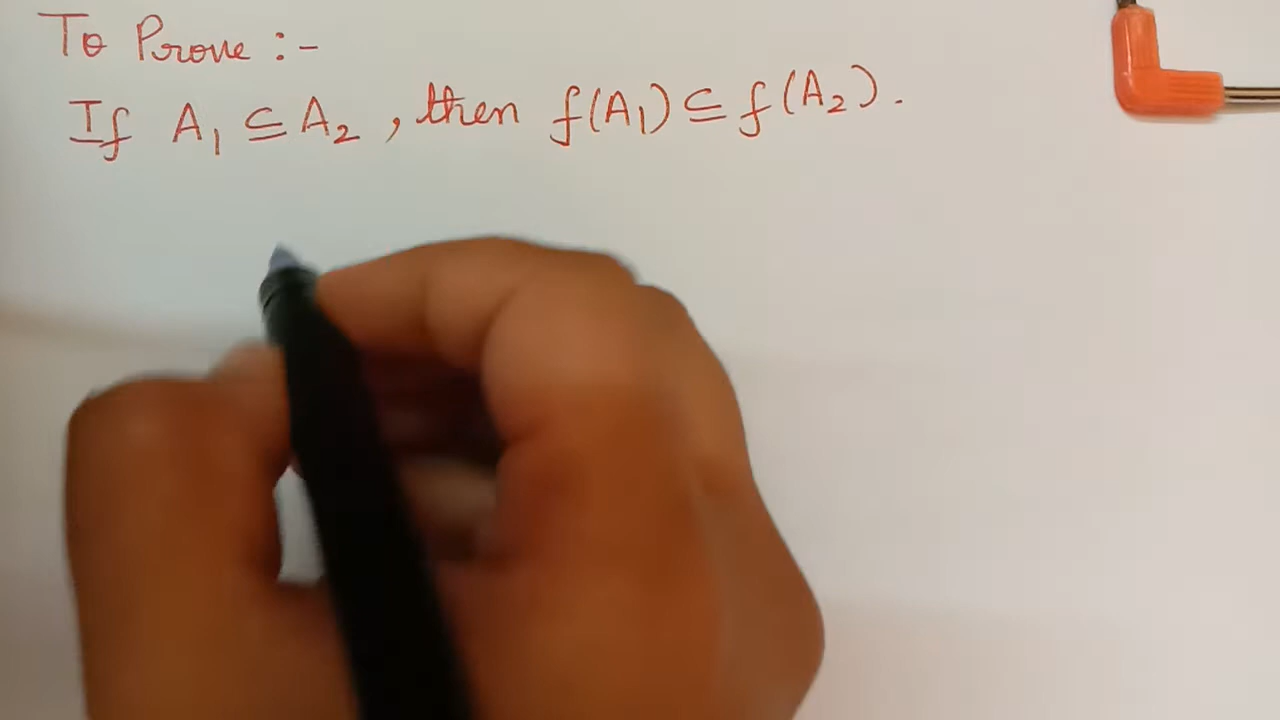 To Prove :-
If A₁ ⊆ A₂ , then f(A₁) ⊆ f(A₂) .